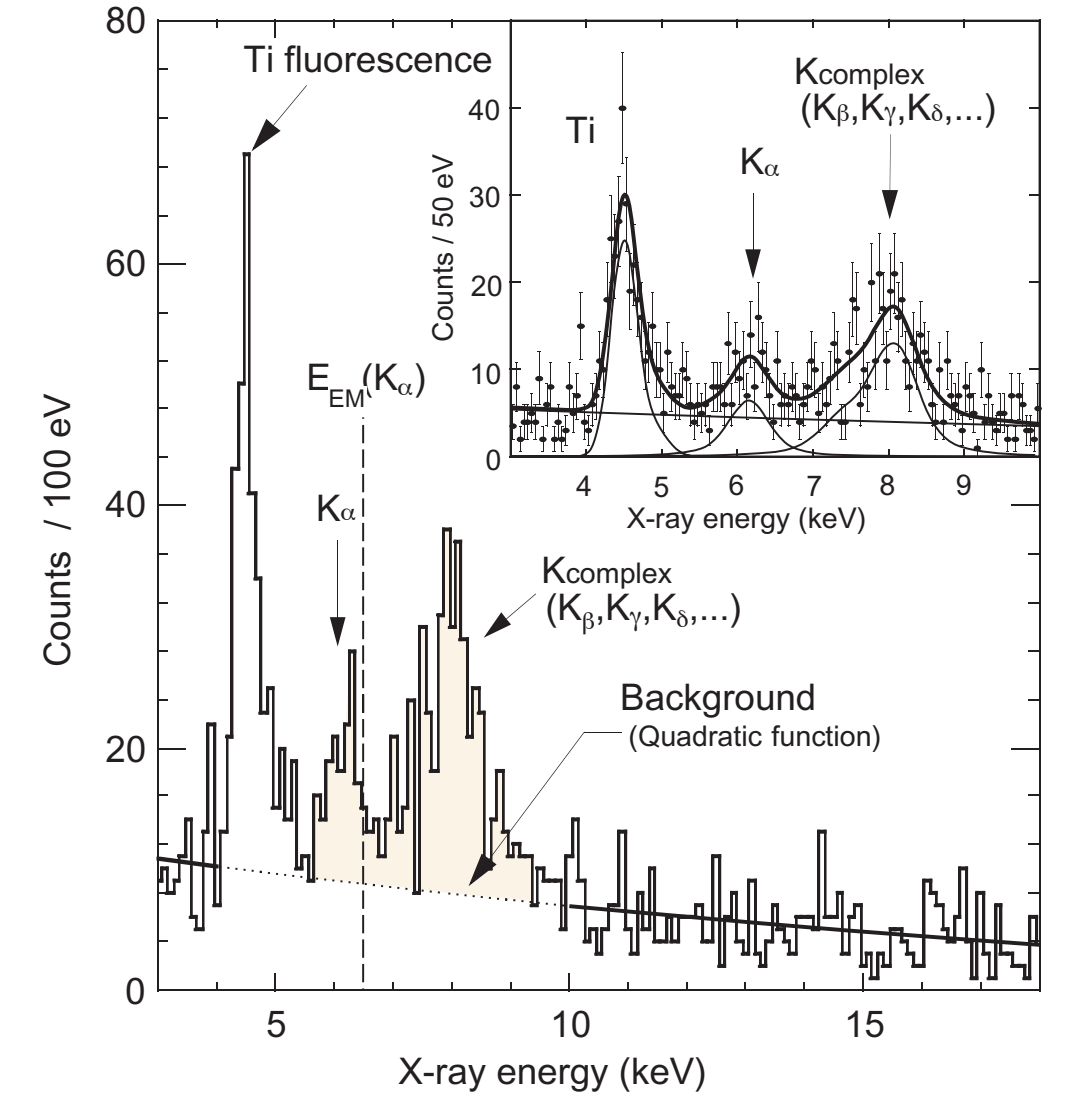 80
60
40
20
0
Counts / 100 eV
5
10
15
X-ray energy (keV)
Ti fluorescence
E_EM(Kα)
Kα
Kcomplex
(Kβ,Kγ,Kδ,...)
Background
(Quadratic function)
40
30
20
10
0
Counts / 50 eV
4 5 6 7 8 9
X-ray energy (keV)
Ti
Kα
Kcomplex
(Kβ,Kγ,Kδ,...)